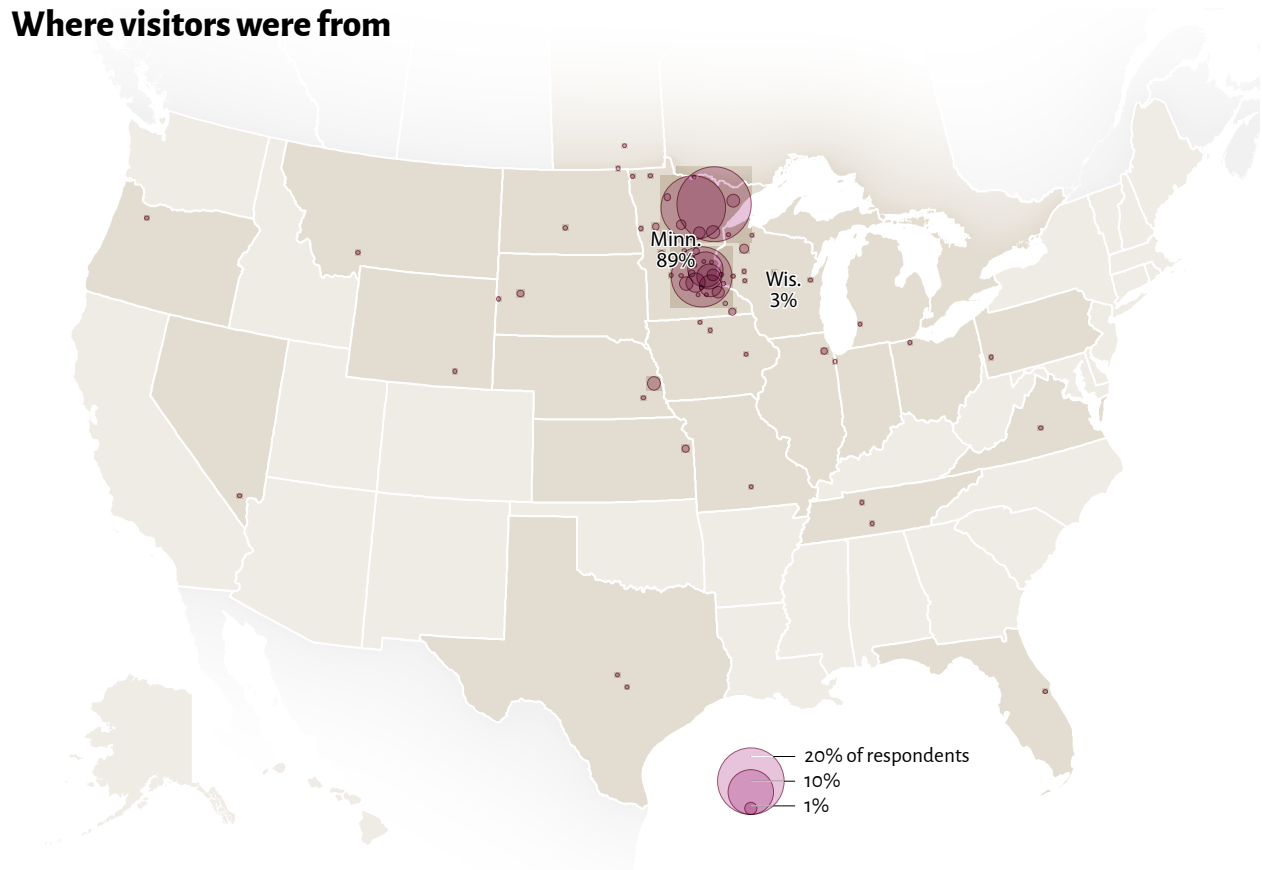 Where visitors were from
Minn.
89%
Wis.
3%
20% of respondents
10%
1%